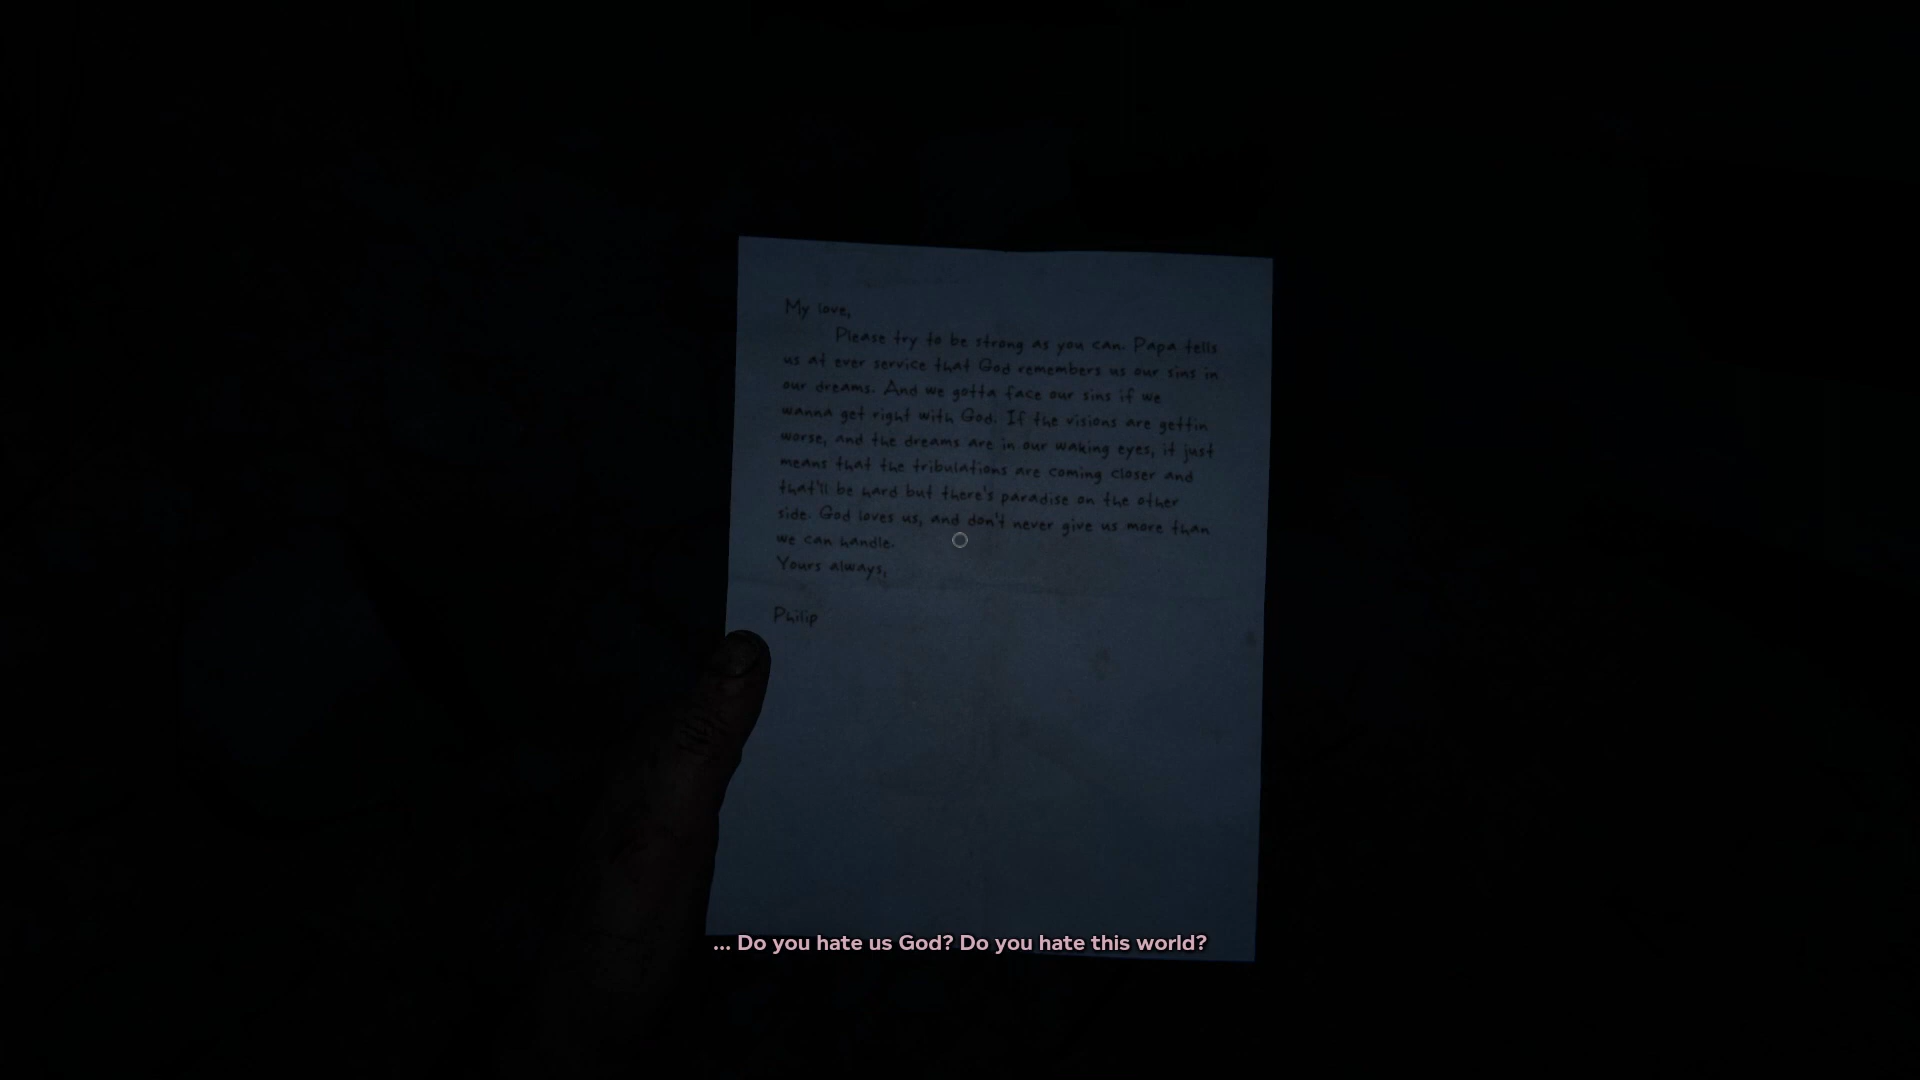 My love,
Please try to be strong as you can. Papa tells
us at ever service that God remembers us our sins in
our dreams. And we gotta face our sins if we
wanna get right with God. If the visions are gettin
worse, and the dreams are in our waking eyes, it just
means that the tribulations are coming closer and
that'll be hard but there's paradise on the other
side. God loves us, and don't never give us more than
we can handle.
Yours always,
Philip
... Do you hate us God? Do you hate this world?